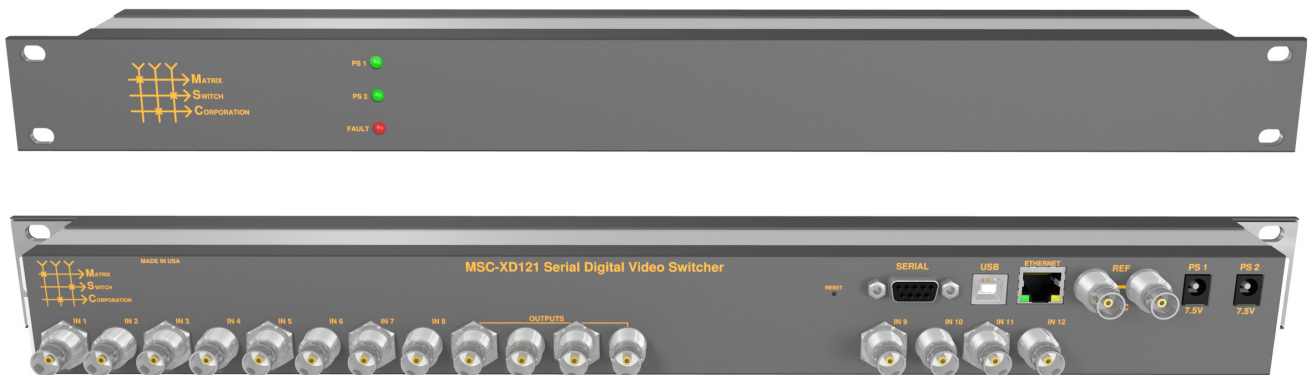 MATRIX
SWITCH
CORPORATION
PS 1
PS 2
FAULT
MADE IN USA
MSC-XD121 Serial Digital Video Switcher
MATRIX
SWITCH
CORPORATION
RESET
SERIAL
USB
ETHERNET
REF
PS 1
PS 2
7.5V
7.5V
IN 1
IN 2
IN 3
IN 4
IN 5
IN 6
IN 7
IN 8
OUTPUTS
IN 9
IN 10
IN 11
IN 12